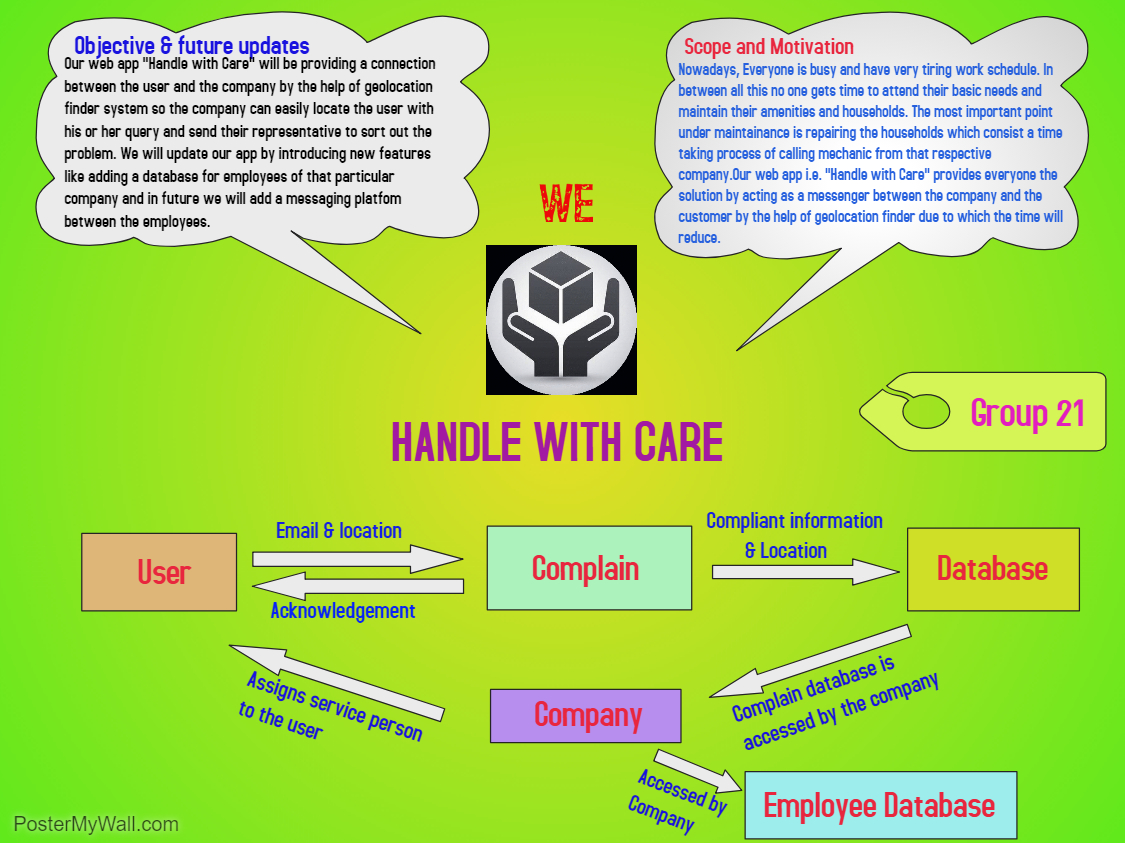 Objective & future updates
Our web app "Handle with Care" will be providing a connection
between the user and the company by the help of geolocation
finder system so the company can easily locate the user with
his or her query and send their representative to sort out the
problem. We will update our app by introducing new features
like adding a database for employees of that particular
company and in future we will add a messaging platfom
between the employees.
Scope and Motivation
Nowadays, Everyone is busy and have very tiring work schedule. In
between all this no one gets time to attend their basic needs and
maintain their amenities and households. The most important point
under maintainance is repairing the households which consist a time
taking process of calling mechanic from that respective
company.Our web app i.e. "Handle with Care" provides everyone the
solution by acting as a messenger between the company and the
customer by the help of geolocation finder due to which the time will
reduce.
WE
HANDLE WITH CARE
Group 21
User
Email & location
Acknowledgement
Complain
Compliant information
& Location
Database
Complain database is
accessed by the company
Company
Assigns service person
to the user
Accessed by
Company
Employee Database
PosterMyWall.com